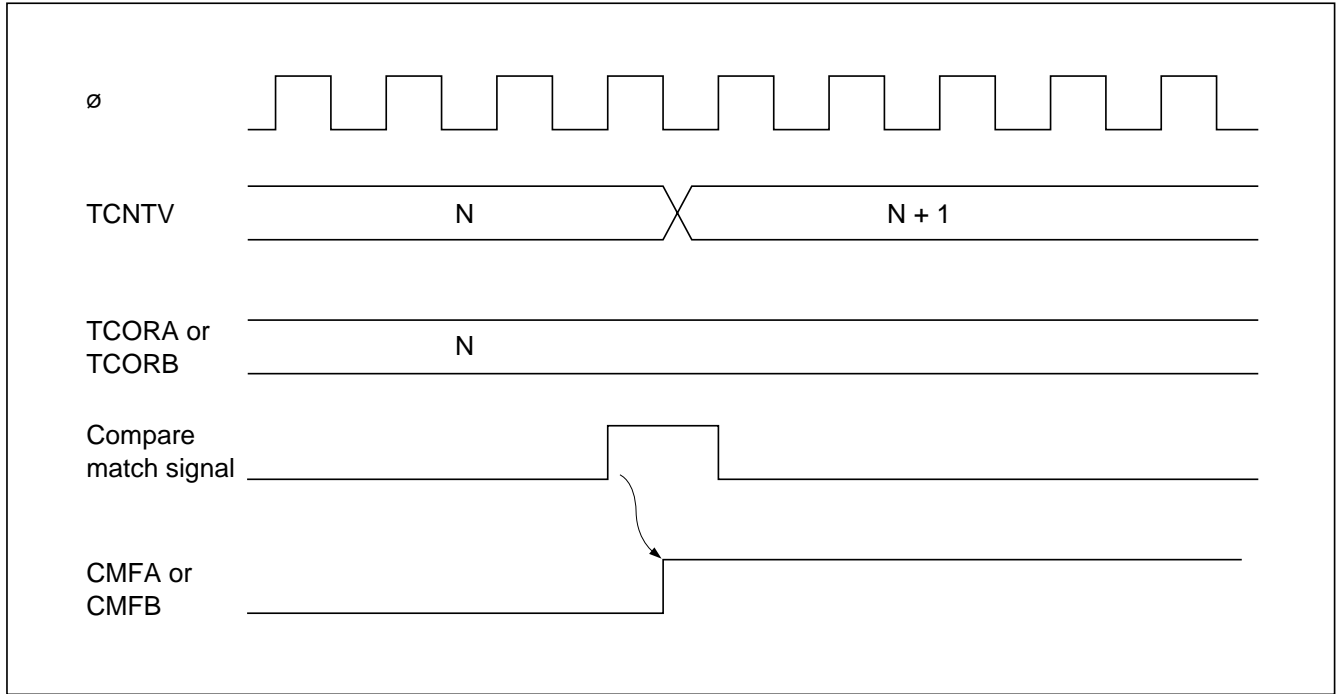 ø
TCNTV
N
N + 1
TCORA or
TCORB
N
Compare
match signal
CMFA or
CMFB